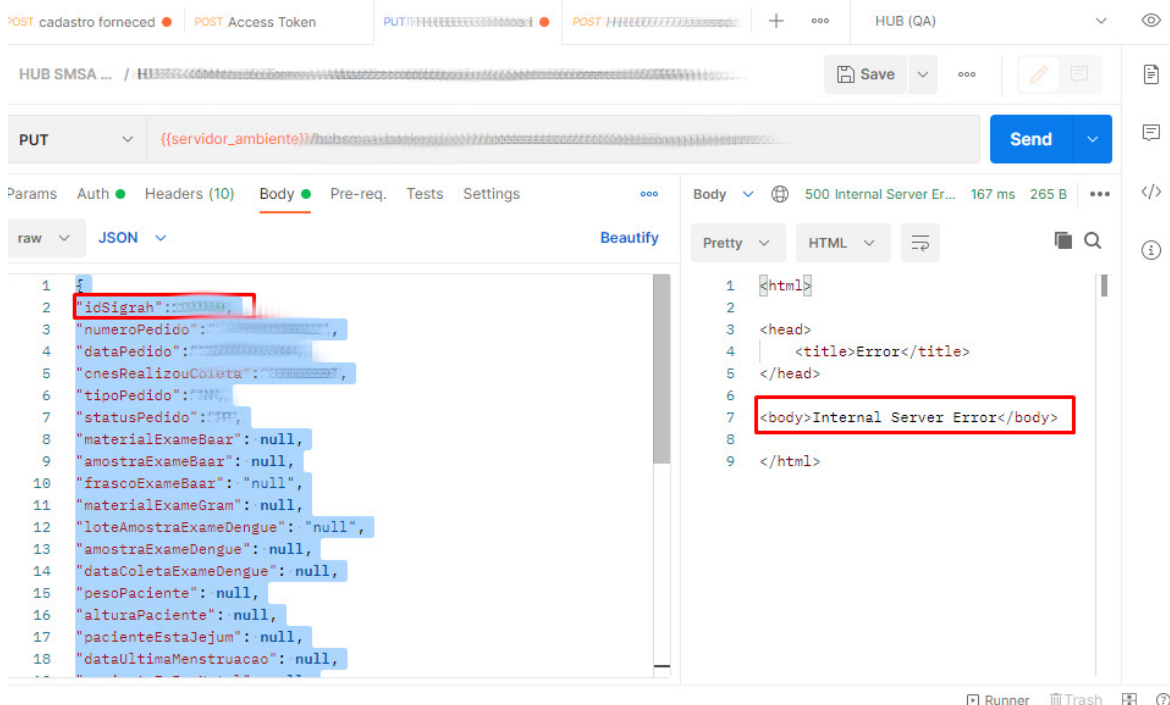 POST cadastro forneced
POST Access Token
PUT
POST
HUB (QA)
HUB SMSA ... /
Save
PUT
{{servidor_ambiente}}/
Send
Params Auth Headers (10) Body Pre-req. Tests Settings
Body 500 Internal Server Er... 167 ms 265 B
raw JSON Beautify
Pretty HTML
1 {
2 "idSigrah":
3 "numeroPedido": "
4 "dataPedido":
5 "cnesRealizouColeta":
6 "tipoPedido":
7 "statusPedido":
8 "materialExameBaar": null,
9 "amostraExameBaar": null,
10 "frascoExameBaar": "null",
11 "materialExameGram": null,
12 "loteAmostraExameDengue": "null",
13 "amostraExameDengue": null,
14 "dataColetaExameDengue": null,
15 "pesoPaciente": null,
16 "alturaPaciente": null,
17 "pacienteEstaJejum": null,
18 "dataUltimaMenstruacao": null,
1 <html>
2
3 <head>
4 <title>Error</title>
5 </head>
6
7 <body>Internal Server Error</body>
8
9 </html>
Runner Trash